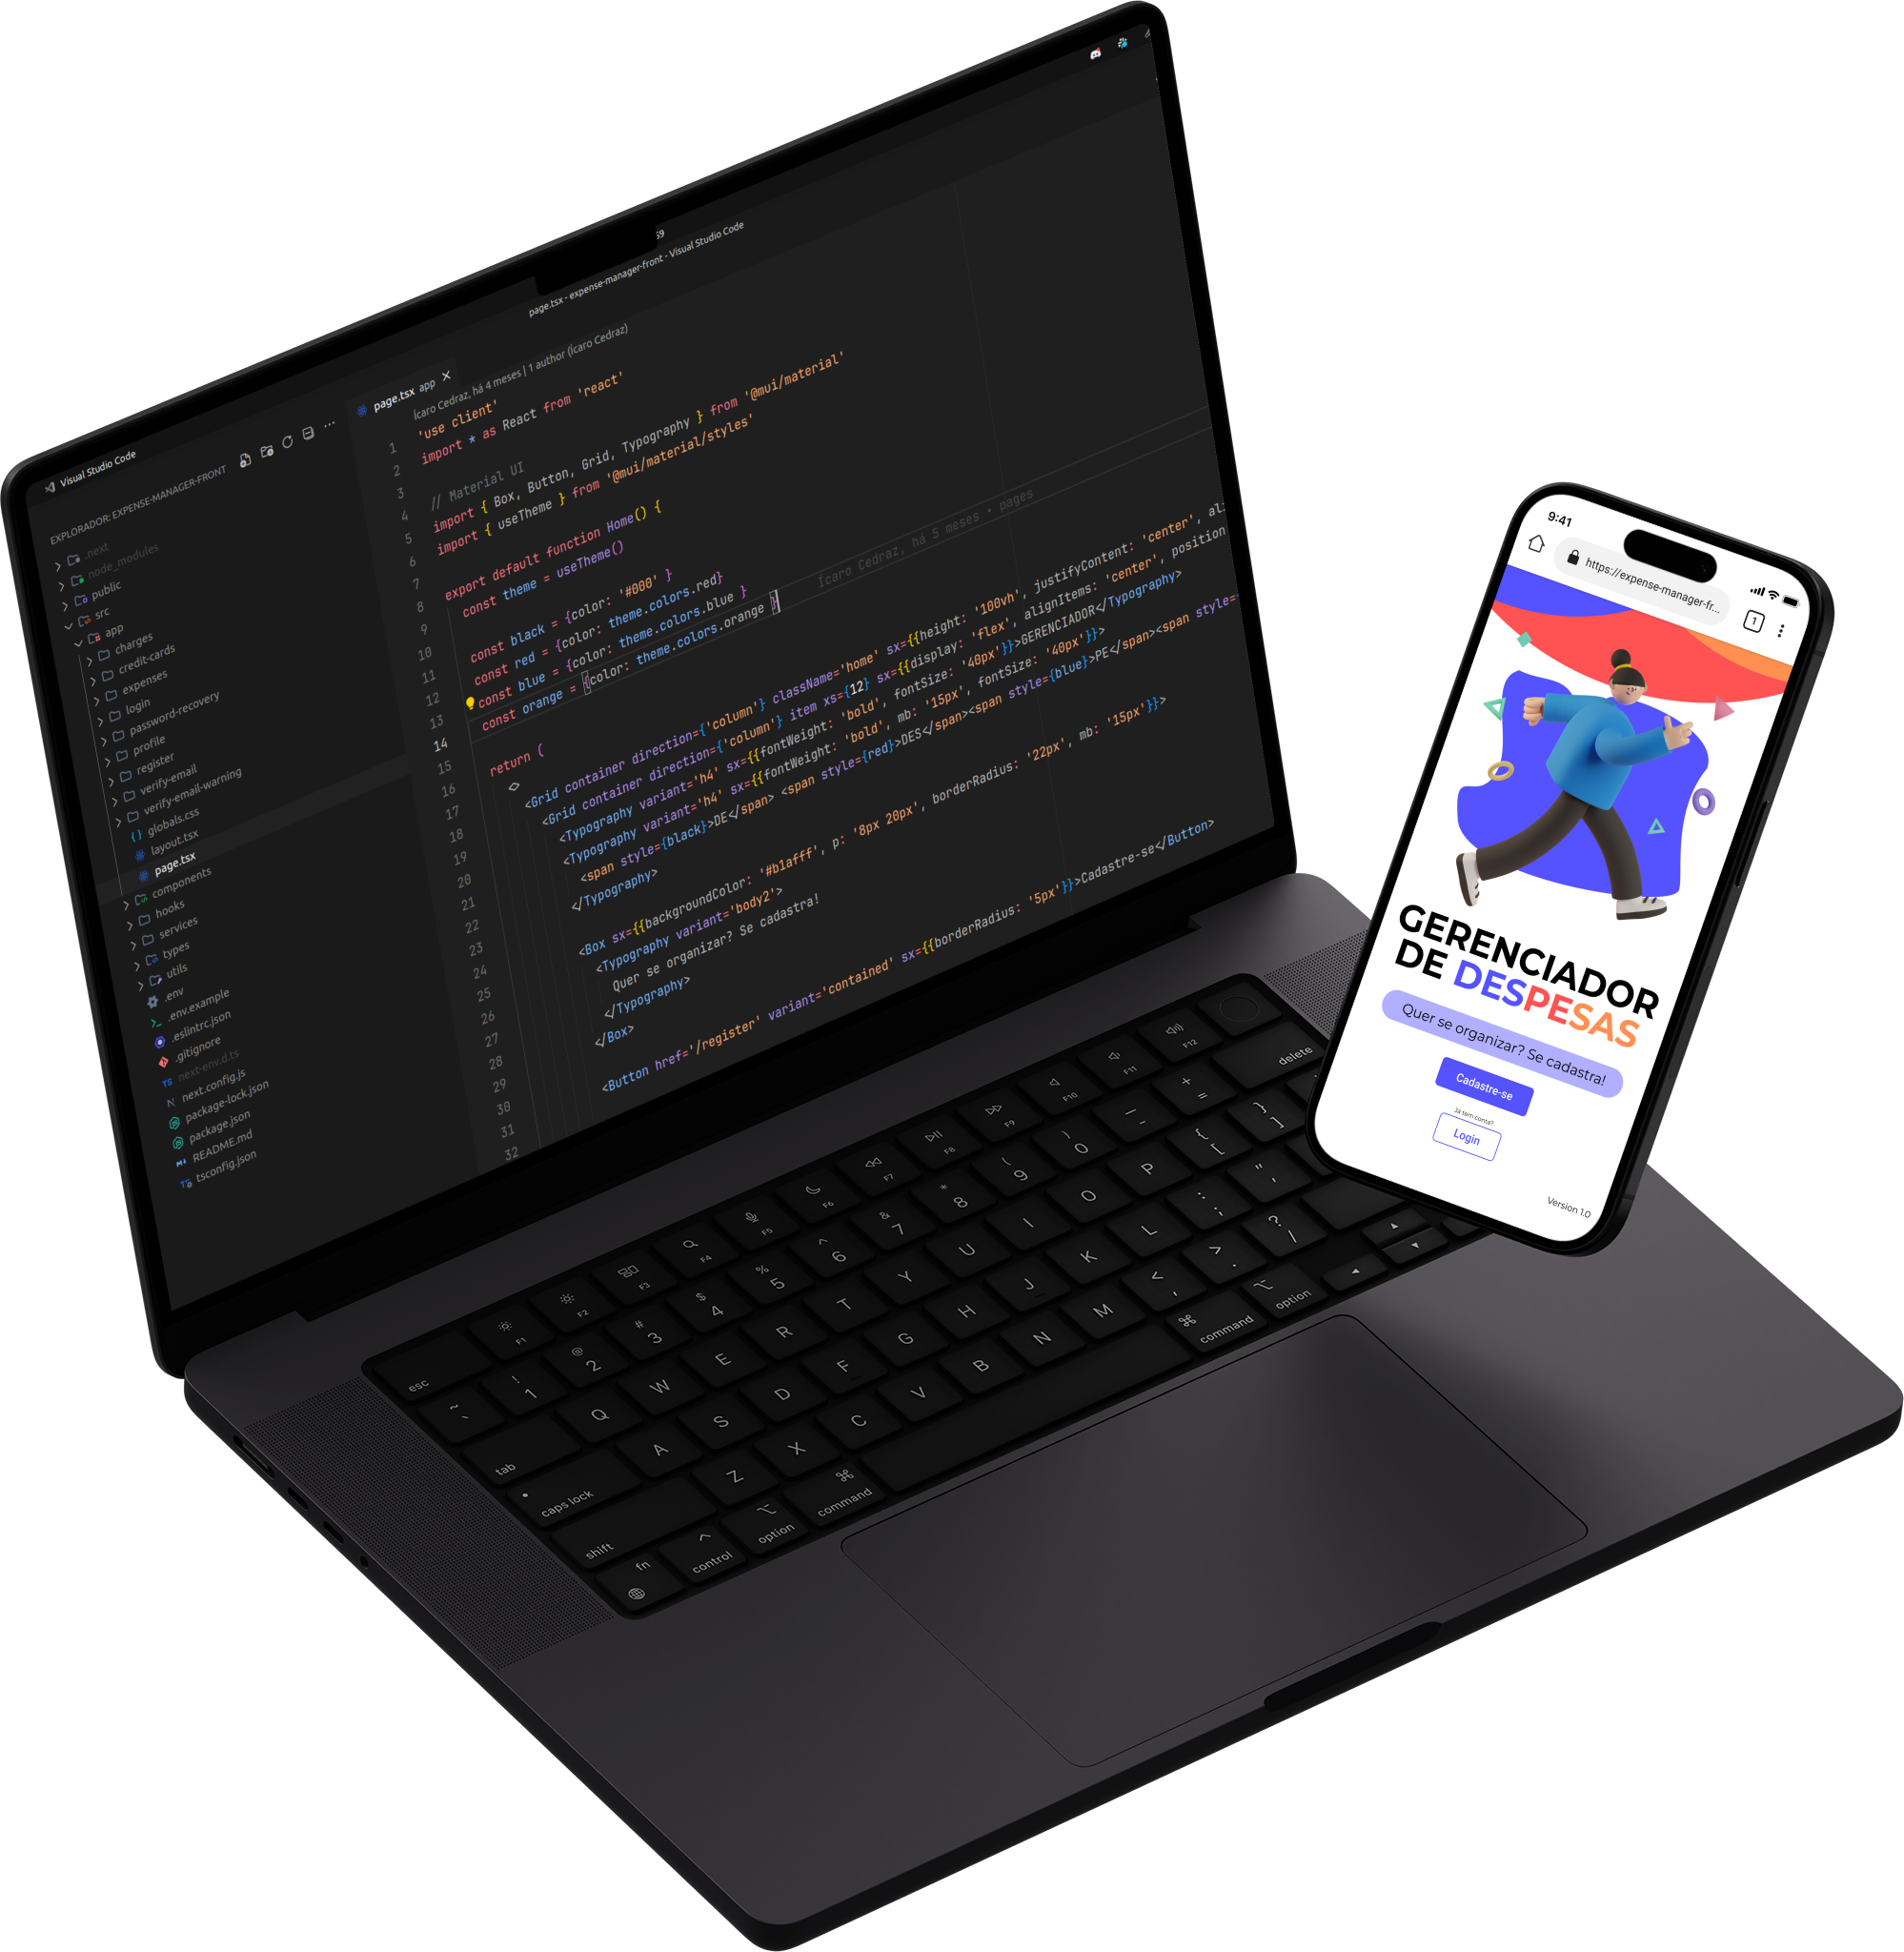 59
page.tsx - expense-manager-front - Visual Studio Code
Visual Studio Code
EXPLORADOR: EXPENSE-MANAGER-FRONT
.next
node_modules
public
src
app
charges
credit-cards
expenses
login
password-recovery
profile
register
verify-email
verify-email-warning
globals.css
layout.tsx
page.tsx
components
hooks
services
types
utils
.env
.env.example
.eslintrc.json
.gitignore
next-env.d.ts
next.config.js
package-lock.json
package.json
README.md
tsconfig.json
page.tsx app
Ícaro Cedraz, há 4 meses | 1 author (Ícaro Cedraz)
1 'use client'
2 import * as React from 'react'
3
4 // Material UI
5 import { Box, Button, Grid, Typography } from '@mui/material'
6 import { useTheme } from '@mui/material/styles'
7
8 export default function Home() {
9 const theme = useTheme()
10
11 const black = {color: '#000' }
12 const red = {color: theme.colors.red}
13 const blue = {color: theme.colors.blue }
14 const orange = {color: theme.colors.orange } Ícaro Cedraz, há 5 meses • pages
15
16 return (
17 <>
18 <Grid container direction={'column'} className='home' sx={{height: '100vh', justifyContent: 'center',
19 <Grid container direction={'column'} item xs={12} sx={{display: 'flex', alignItems: 'center', position
20 <Typography variant='h4' sx={{fontWeight: 'bold', fontSize: '40px'}}>GERENCIADOR</Typography>
21 <Typography variant='h4' sx={{fontWeight: 'bold', mb: '15px', fontSize: '40px'}}>
22 <span style={black}>DE</span> <span style={red}>DES</span><span style={blue}>PE</span><span style=
23 </Typography>
24
25 <Box sx={{backgroundColor: '#b1afff', p: '8px 20px', borderRadius: '22px', mb: '15px'}}>
26 <Typography variant='body2'>
27 Quer se organizar? Se cadastra!
28 </Typography>
29 </Box>
30
31 <Button href='/register' variant='contained' sx={{borderRadius: '5px'}}>Cadastre-se</Button>
32
esc F1 F2 F3 F4 F5 F6 F7 F8 F9 F10 F11 F12
~ ` ! 1 @ 2 # 3 $ 4 % 5 ^ 6 & 7 * 8 ( 9 ) 0 — - + = delete
tab Q W E R T Y U I O P { [ } ]
caps lock A S D F G H J K L : ; " '
shift Z X C V B N M < , > . ? /
fn control option command command option
9:41
https://expense-manager-fr...
1
GERENCIADOR
DE DESPESAS
Quer se organizar? Se cadastra!
Cadastre-se
Já tem conta?
Login
Version 1.0